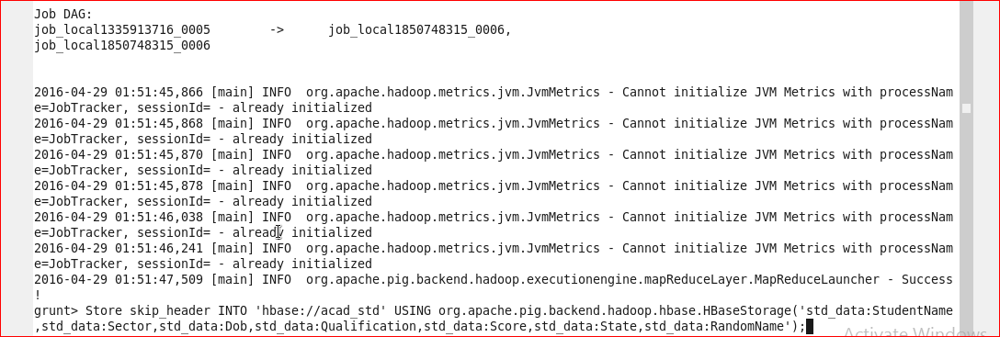 Job DAG:
job_local1335913716_0005        ->      job_local1850748315_0006,
job_local1850748315_0006
2016-04-29 01:51:45,866 [main] INFO  org.apache.hadoop.metrics.jvm.JvmMetrics - Cannot initialize JVM Metrics with processNam
e=JobTracker, sessionId= - already initialized
2016-04-29 01:51:45,868 [main] INFO  org.apache.hadoop.metrics.jvm.JvmMetrics - Cannot initialize JVM Metrics with processNam
e=JobTracker, sessionId= - already initialized
2016-04-29 01:51:45,870 [main] INFO  org.apache.hadoop.metrics.jvm.JvmMetrics - Cannot initialize JVM Metrics with processNam
e=JobTracker, sessionId= - already initialized
2016-04-29 01:51:45,878 [main] INFO  org.apache.hadoop.metrics.jvm.JvmMetrics - Cannot initialize JVM Metrics with processNam
e=JobTracker, sessionId= - already initialized
2016-04-29 01:51:46,038 [main] INFO  org.apache.hadoop.metrics.jvm.JvmMetrics - Cannot initialize JVM Metrics with processNam
e=JobTracker, sessionId= - already initialized
2016-04-29 01:51:46,241 [main] INFO  org.apache.hadoop.metrics.jvm.JvmMetrics - Cannot initialize JVM Metrics with processNam
e=JobTracker, sessionId= - already initialized
2016-04-29 01:51:47,509 [main] INFO  org.apache.pig.backend.hadoop.executionengine.mapReduceLayer.MapReduceLauncher - Success
!
grunt> Store skip_header INTO 'hbase://acad_std' USING org.apache.pig.backend.hadoop.hbase.HBaseStorage('std_data:StudentName
,std_data:Sector,std_data:Dob,std_data:Qualification,std_data:Score,std_data:State,std_data:RandomName');
Activate Windows